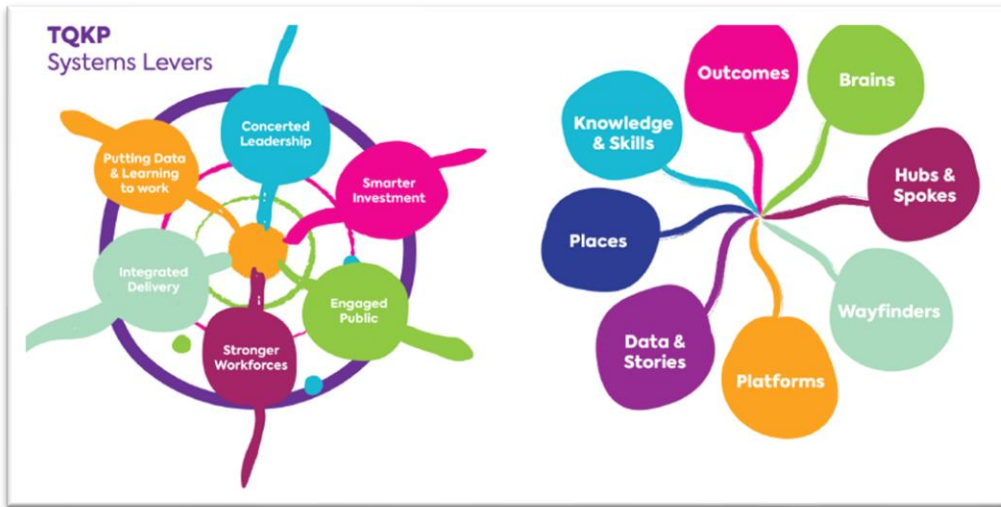 TQKP
Systems Levers
Concerted
Leadership
Putting Data
& Learning
to work
Smarter
Investment
Integrated
Delivery
Engaged
Public
Stronger
Workforces
Outcomes
Brains
Knowledge
& Skills
Hubs &
Spokes
Places
Wayfinders
Data &
Stories
Platforms